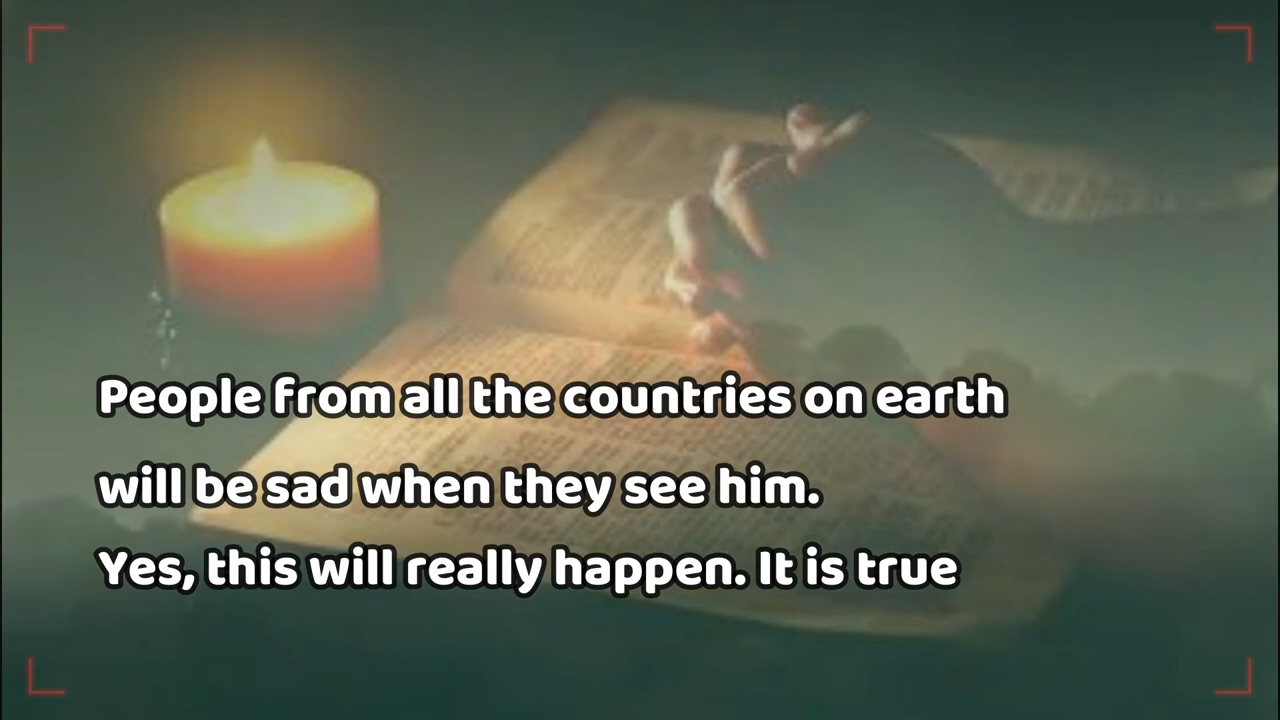 People from all the countries on earth
will be sad when they see him.
Yes, this will really happen. It is true